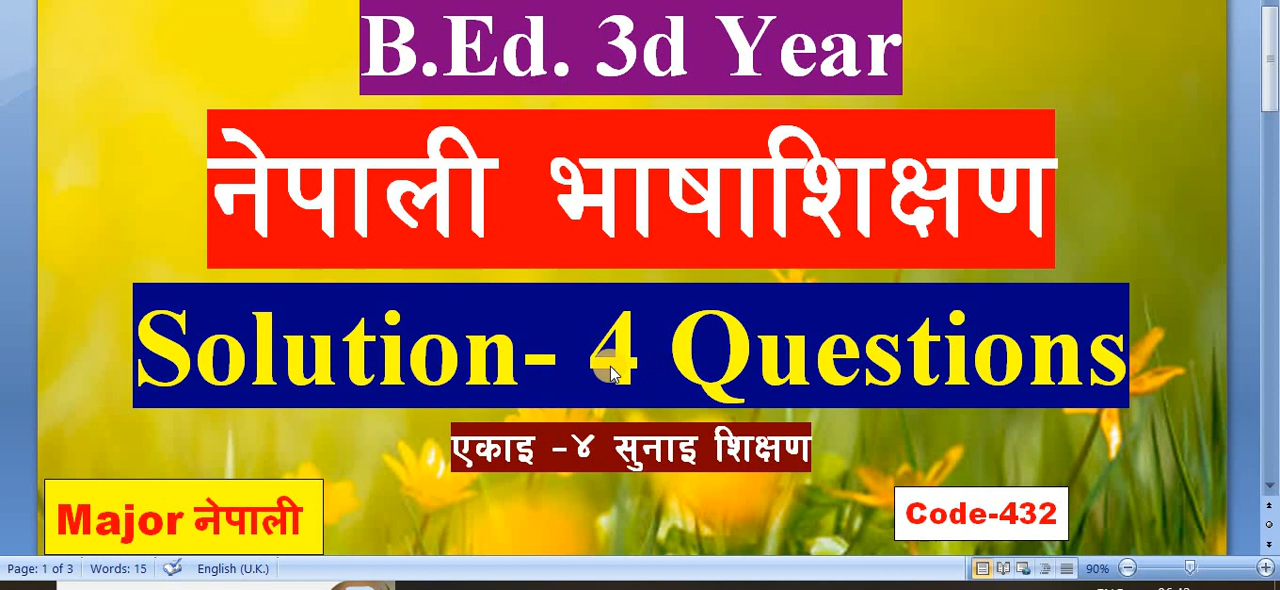 B.Ed. 3d Year
नेपाली भाषाशिक्षण
Solution- 4 Questions
एकाइ -४ सुनाइ शिक्षण
Major नेपाली
Code-432
Page: 1 of 3
Words: 15
English (U.K.)
90%